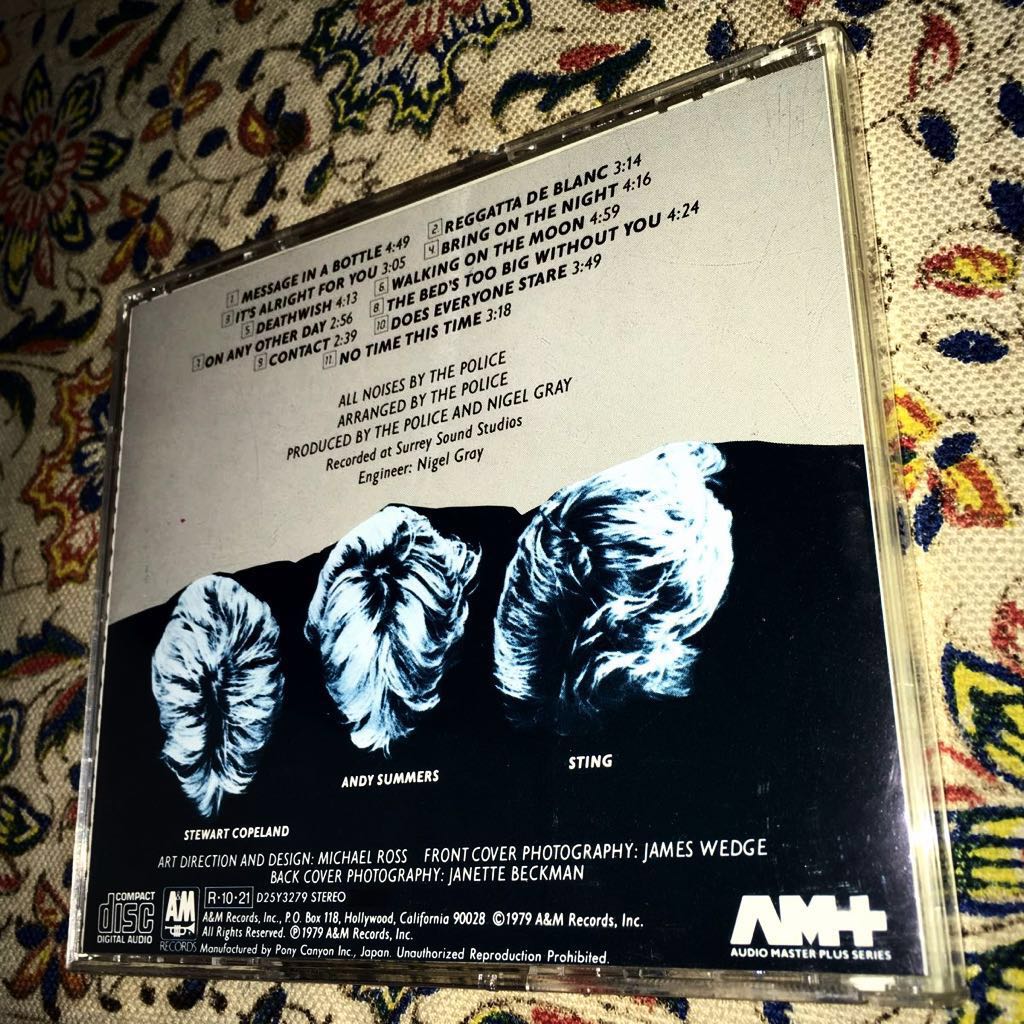 1 MESSAGE IN A BOTTLE 4:49 2 REGGATTA DE BLANC 3:14
3 IT'S ALRIGHT FOR YOU 3:05 4 BRING ON THE NIGHT 4:16
5 DEATHWISH 4:13 6 WALKING ON THE MOON 4:59
7 ON ANY OTHER DAY 2:56 8 THE BED'S TOO BIG WITHOUT YOU 4:24
9 CONTACT 2:39 10 DOES EVERYONE STARE 3:49
11 NO TIME THIS TIME 3:18
ALL NOISES BY THE POLICE
ARRANGED BY THE POLICE
PRODUCED BY THE POLICE AND NIGEL GRAY
Recorded at Surrey Sound Studios
Engineer: Nigel Gray
STEWART COPELAND
ANDY SUMMERS
STING
ART DIRECTION AND DESIGN: MICHAEL ROSS FRONT COVER PHOTOGRAPHY: JAMES WEDGE
BACK COVER PHOTOGRAPHY: JANETTE BECKMAN
COMPACT
disc
DIGITAL AUDIO
A&M
RECORDS
R·10·21 D25Y3279 STEREO
A&M Records, Inc., P.O. Box 118, Hollywood, California 90028 ©1979 A&M Records, Inc.
All Rights Reserved. ℗1979 A&M Records, Inc.
Manufactured by Pony Canyon Inc., Japan. Unauthorized Reproduction Prohibited.
AM+
AUDIO MASTER PLUS SERIES